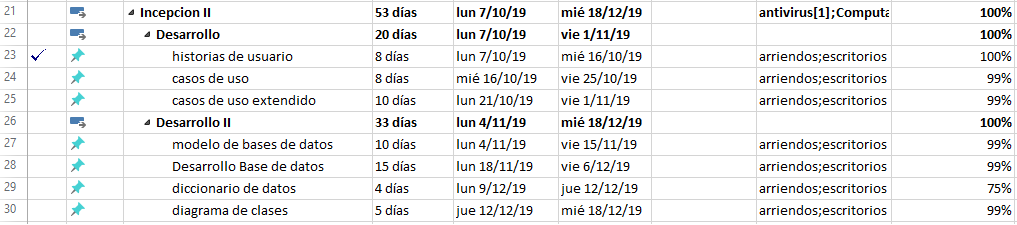 21 Incepcion II 53 días lun 7/10/19 mié 18/12/19 antivirus[1];Computa 100%
22 Desarrollo 20 días lun 7/10/19 vie 1/11/19 100%
23 historias de usuario 8 días lun 7/10/19 mié 16/10/19 arriendos;escritorios 100%
24 casos de uso 8 días mié 16/10/19 vie 25/10/19 arriendos;escritorios 99%
25 casos de uso extendido 10 días lun 21/10/19 vie 1/11/19 arriendos;escritorios 99%
26 Desarrollo II 33 días lun 4/11/19 mié 18/12/19 100%
27 modelo de bases de datos 10 días lun 4/11/19 vie 15/11/19 arriendos;escritorios 99%
28 Desarrollo Base de datos 15 días lun 18/11/19 vie 6/12/19 arriendos;escritorios 99%
29 diccionario de datos 4 días lun 9/12/19 jue 12/12/19 arriendos;escritorios 75%
30 diagrama de clases 5 días jue 12/12/19 mié 18/12/19 arriendos;escritorios 99%